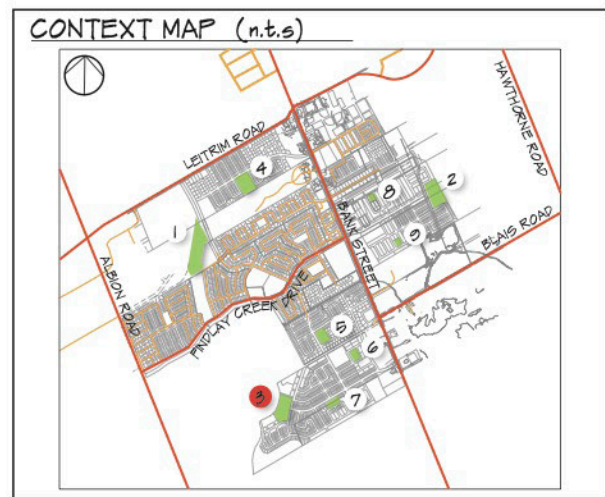 CONTEXT MAP (n.t.s)
HAWTHORNE ROAD
LEITRIM ROAD
4
8
2
1
BANK STREET
9
BLAIS ROAD
ALBION ROAD
FINDLAY CREEK DRIVE
5
6
3
7